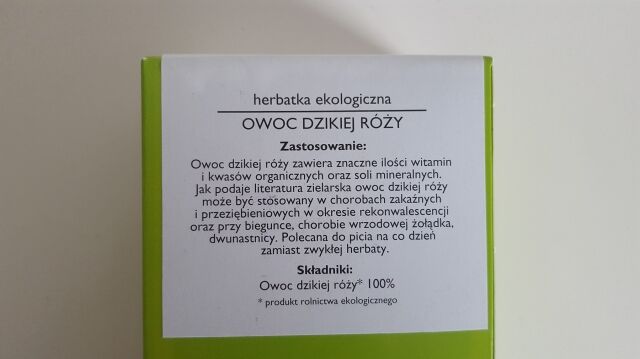 herbatka ekologiczna
OWOC DZIKIEJ RÓŻY
Zastosowanie:
Owoc dzikiej róży zawiera znaczne ilości witamin
i kwasów organicznych oraz soli mineralnych.
Jak podaje literatura zielarska owoc dzikiej róży
może być stosowany w chorobach zakaźnych
i przeziębieniowych w okresie rekonwalescencji
oraz przy biegunce, chorobie wrzodowej żołądka,
dwunastnicy. Polecana do picia na co dzień
zamiast zwykłej herbaty.
Składniki:
Owoc dzikiej róży* 100%
* produkt rolnictwa ekologicznego